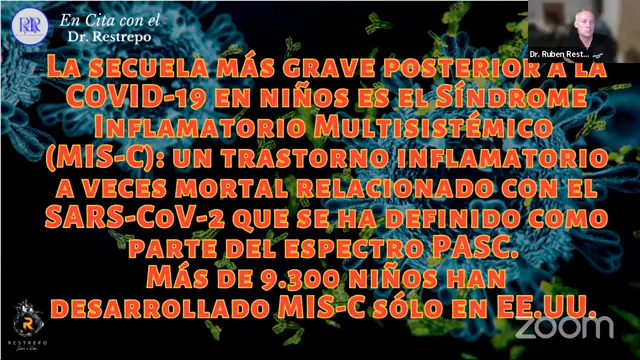 RR
En Cita con el
Dr. Restrepo
Dr. Ruben Rest...
LA SECUELA MÁS GRAVE POSTERIOR A LA
COVID-19 EN NIÑOS ES EL SÍNDROME
INFLAMATORIO MULTISISTÉMICO
(MIS-C): UN TRASTORNO INFLAMATORIO
A VECES MORTAL RELACIONADO CON EL
SARS-COV-2 QUE SE HA DEFINIDO COMO
PARTE DEL ESPECTRO PASC.
MÁS DE 9.300 NIÑOS HAN
DESARROLLADO MIS-C SÓLO EN EE.UU.
R
RESTREPO
zoom